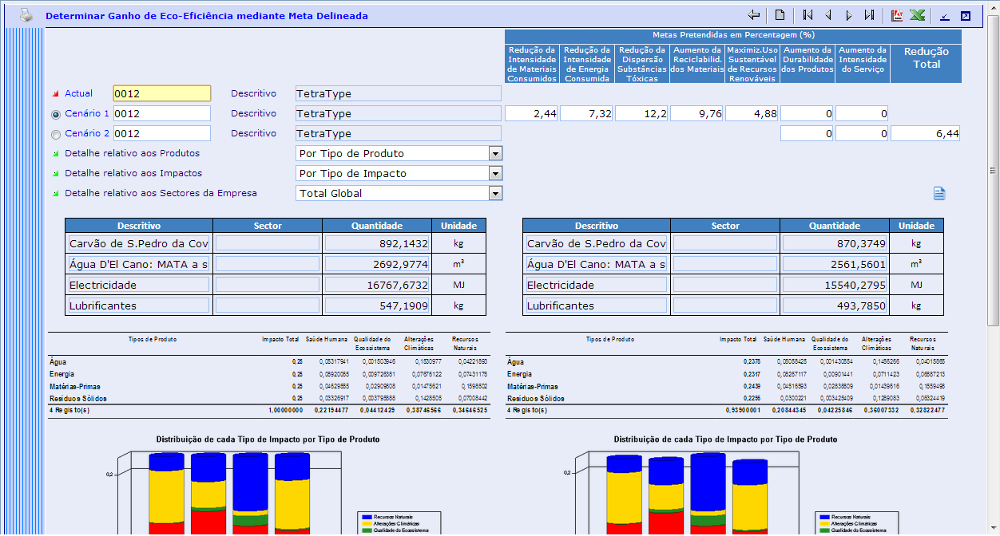 Determinar Ganho de Eco-Eficiência mediante Meta Delineada
Metas Pretendidas em Percentagem (%)
Redução da Intensidade de Materiais Consumidos
Redução da Intensidade de Energia Consumida
Redução da Dispersão Substâncias Tóxicas
Aumento da Reciclabilid. dos Materiais
Maximiz.Uso Sustentável de Recursos Renováveis
Aumento da Durabilidade dos Produtos
Aumento da Intensidade do Serviço
Redução Total
Actual 0012 Descritivo TetraType
Cenário 1 0012 Descritivo TetraType 2,44 7,32 12,2 9,76 4,88 0 0
Cenário 2 0012 Descritivo TetraType 0 0 6,44
Detalhe relativo aos Produtos Por Tipo de Produto
Detalhe relativo aos Impactos Por Tipo de Impacto
Detalhe relativo aos Sectores da Empresa Total Global
Descritivo Sector Quantidade Unidade
Carvão de S.Pedro da Cov 892,1432 kg
Água D'El Cano: MATA a s 2692,9774 m³
Electricidade 16767,6732 MJ
Lubrificantes 547,1909 kg
Descritivo Sector Quantidade Unidade
Carvão de S.Pedro da Cov 870,3749 kg
Água D'El Cano: MATA a s 2561,5601 m³
Electricidade 15540,2795 MJ
Lubrificantes 493,7850 kg
Tipos de Produto Impacto Total Saúde Humana Qualidade do Ecossistema Alterações Climáticas Recursos Naturais
Água 0,25 0,05317941 0,001503946 0,1530977 0,04221893
Energia 0,25 0,08920065 0,009726381 0,07676122 0,07431175
Matérias-Primas 0,25 0,04629555 0,02909808 0,01475621 0,1598502
Resíduos Sólidos 0,25 0,03326917 0,003795888 0,1428505 0,07008442
4 Registo(s) 1,00000000 0,22194477 0,04412429 0,38746566 0,34646525
Tipos de Produto Impacto Total Saúde Humana Qualidade do Ecossistema Alterações Climáticas Recursos Naturais
Água 0,2378 0,05058425 0,001430554 0,1456266 0,04015865
Energia 0,2317 0,08267117 0,00901441 0,0711423 0,06887213
Matérias-Primas 0,2439 0,04516593 0,02838809 0,01439616 0,1559498
Resíduos Sólidos 0,2256 0,0300221 0,003425409 0,1289083 0,06324419
4 Registo(s) 0,93900001 0,20844345 0,04225846 0,36007332 0,32822477
Distribuição de cada Tipo de Impacto por Tipo de Produto
0,2
Recursos Naturais
Alterações Climáticas
Qualidade do Ecossistema
Distribuição de cada Tipo de Impacto por Tipo de Produto
0,2
Recursos Naturais
Alterações Climáticas
Qualidade do Ecossistema